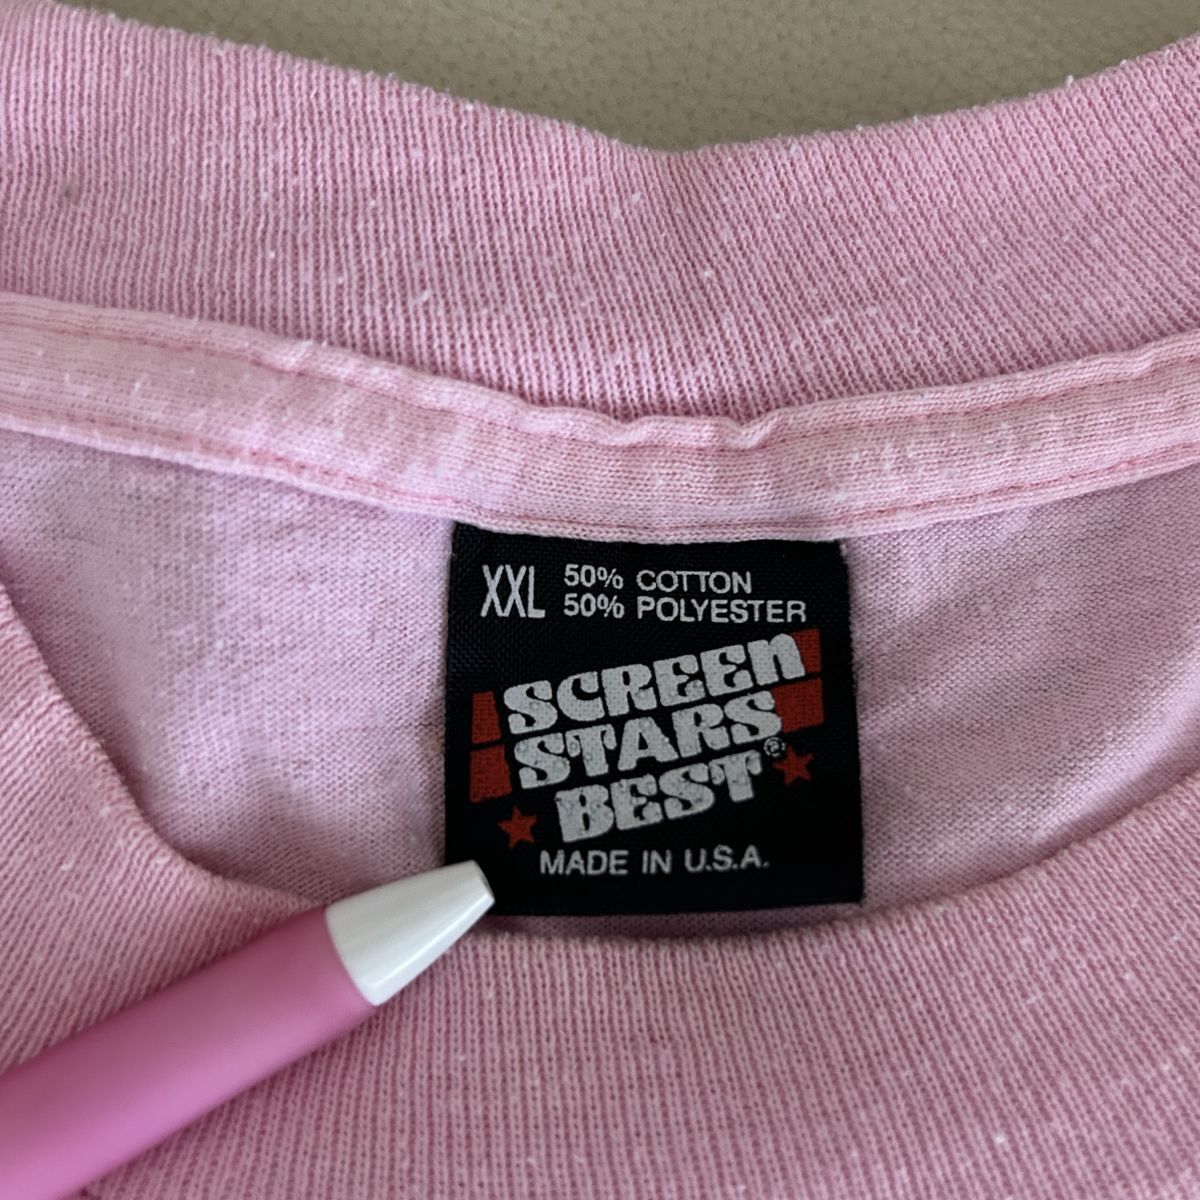 XXL 50% COTTON
50% POLYESTER
SCREEN
STARS
BEST®
MADE IN U.S.A.